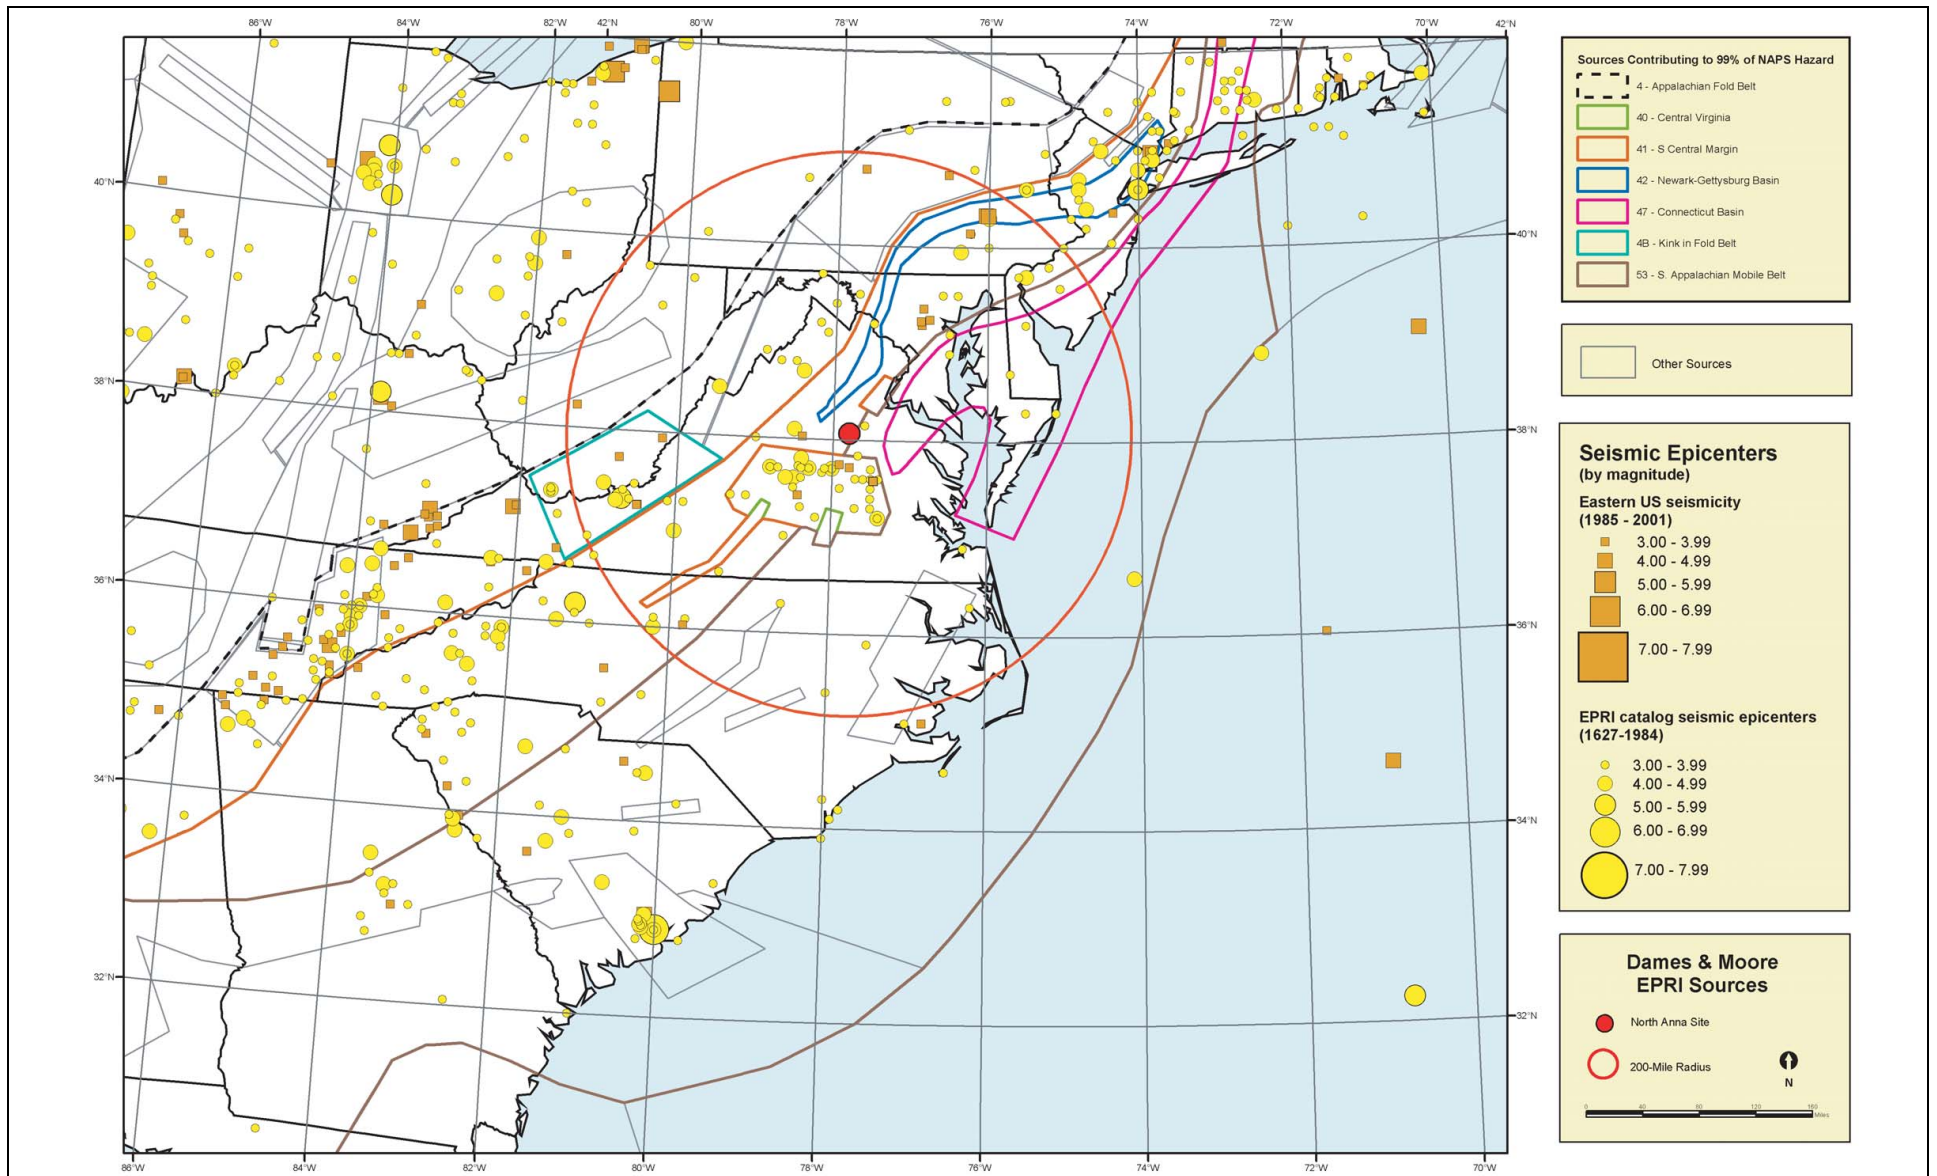 86°W 84°W 82°W 42°N 80°W 78°W 76°W 74°W 72°W 70°W 42°N
40°N
40°N
38°N
38°N
36°N
36°N
34°N
34°N
32°N
32°N
86°W 84°W 82°W 80°W 78°W 76°W 74°W 72°W 70°W
Sources Contributing to 99% of NAPS Hazard
4 - Appalachian Fold Belt
40 - Central Virginia
41 - S Central Margin
42 - Newark-Gettysburg Basin
47 - Connecticut Basin
4B - Kink in Fold Belt
53 - S. Appalachian Mobile Belt
Other Sources
Seismic Epicenters
(by magnitude)
Eastern US seismicity
(1985 - 2001)
3.00 - 3.99
4.00 - 4.99
5.00 - 5.99
6.00 - 6.99
7.00 - 7.99
EPRI catalog seismic epicenters
(1627-1984)
3.00 - 3.99
4.00 - 4.99
5.00 - 5.99
6.00 - 6.99
7.00 - 7.99
Dames & Moore
EPRI Sources
North Anna Site
200-Mile Radius
N
0 40 80 120 160
Miles